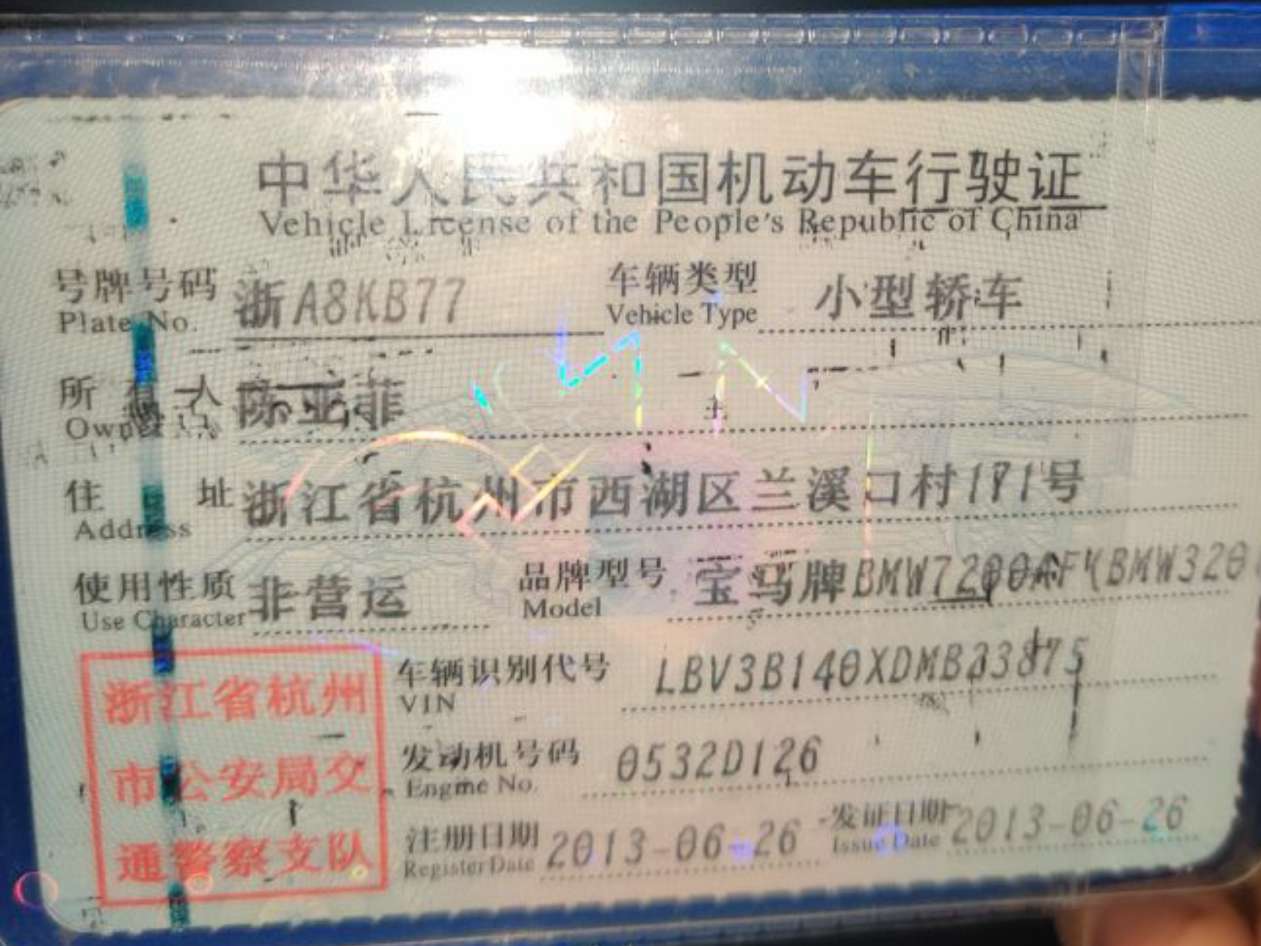 中华人民共和国机动车行驶证
Vehicle License of the People's Republic of China
号牌号码 浙A8KB77 车辆类型 小型轿车
Plate No. Vehicle Type
所有人 陈亚菲
Owner
住址 浙江省杭州市西湖区兰溪口村181号
Address
使用性质 非营运 品牌型号 宝马牌BMW7200AF(BMW320
Use Character Model
浙江省杭州
市公安局交
通警察支队
车辆识别代号 LBV3B140XDMB23875
VIN
发动机号码 0532D126
Engine No.
注册日期 2013-06-26 发证日期 2013-06-26
Register Date Issue Date